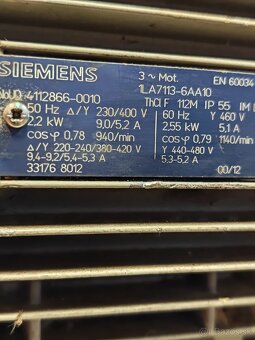 SIEMENS
3 ~ Mot. EN 60034
4112866-0010 1LA7113-6AA10
ThCl F 112M IP 55 IM
50 Hz Δ/Y 230/400 V 60 Hz Y 460 V
2,2 kW 9,0/5,2 A 2,55 kW 5,1 A
cosφ 0,78 940/min cosφ 0,79 1140/min
Δ/Y 220-240/380-420 V Y 440-480 V
9,4-9,2/5,4-5,3 A 5,3-5,2 A
33176 8012 00/12